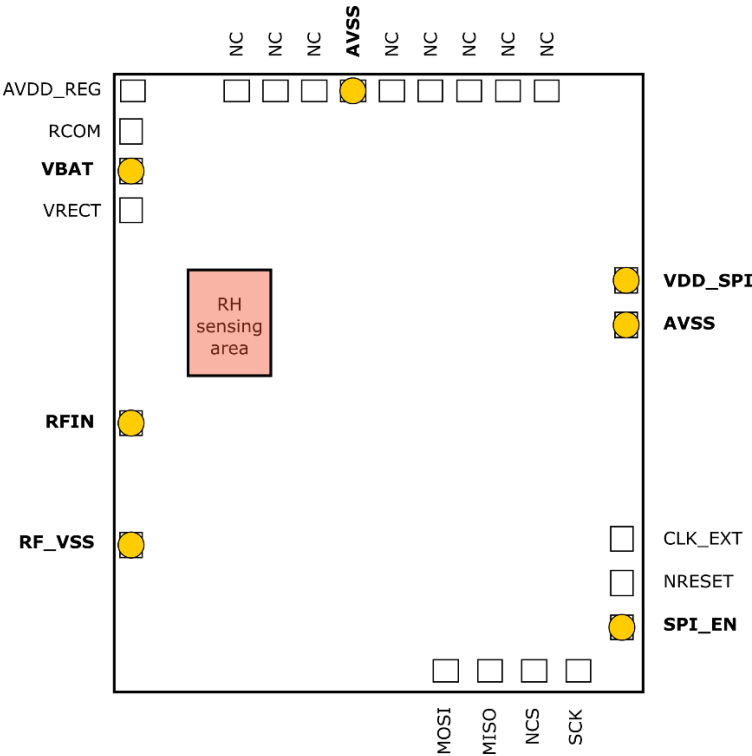 NC
NC
NC
AVSS
NC
NC
NC
NC
NC
AVDD_REG
RCOM
VBAT
VRECT
VDD_SPI
RH
sensing
area
AVSS
RFIN
RF_VSS
CLK_EXT
NRESET
SPI_EN
MOSI
MISO
NCS
SCK